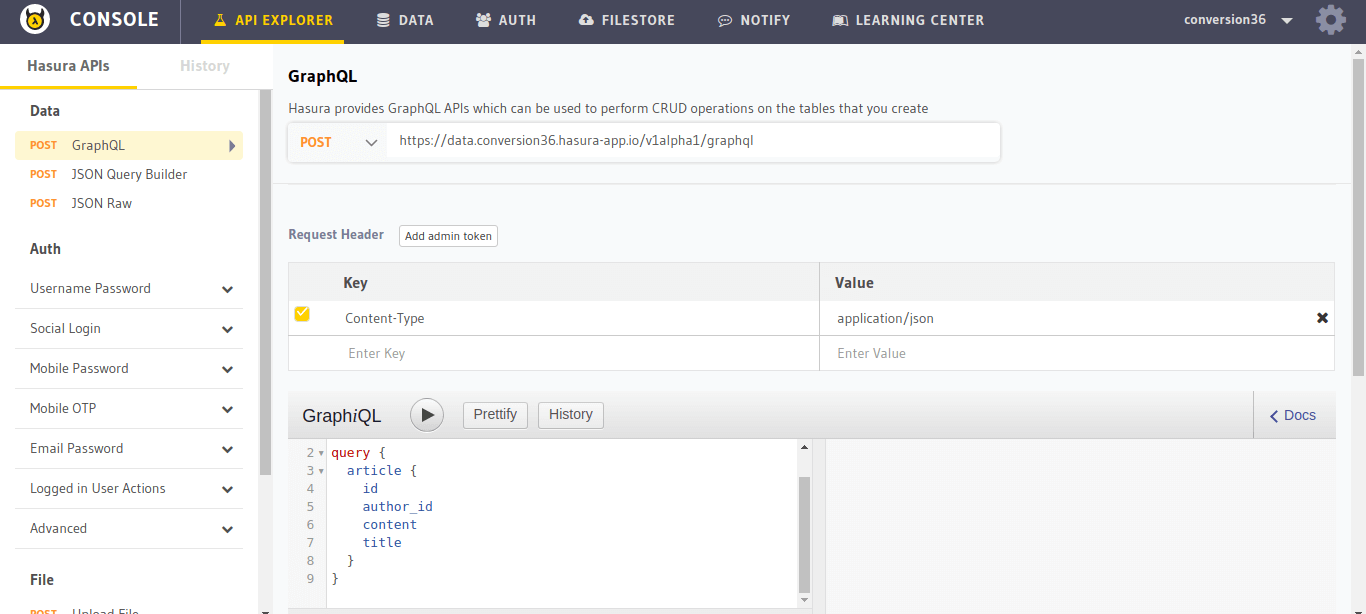 CONSOLE
API EXPLORER
DATA
AUTH
FILESTORE
NOTIFY
LEARNING CENTER
conversion36
Hasura APIs
History
Data
POST GraphQL
POST JSON Query Builder
POST JSON Raw
Auth
Username Password
Social Login
Mobile Password
Mobile OTP
Email Password
Logged in User Actions
Advanced
File
POST Upload File
GraphQL
Hasura provides GraphQL APIs which can be used to perform CRUD operations on the tables that you create
POST https://data.conversion36.hasura-app.io/v1alpha1/graphql
Request Header Add admin token
Key Value
Content-Type application/json
Enter Key Enter Value
GraphiQL Prettify History Docs
2 query {
3 article {
4 id
5 author_id
6 content
7 title
8 }
9 }